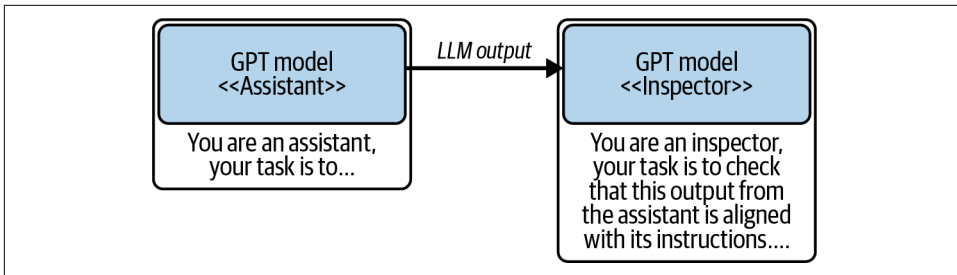 GPT model
<<Assistant>>
You are an assistant,
your task is to...
LLM output
GPT model
<<Inspector>>
You are an inspector,
your task is to check
that this output from
the assistant is aligned
with its instructions....